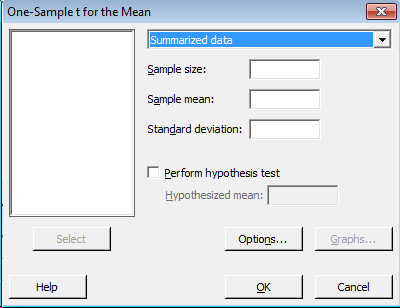 One-Sample t for the Mean
Summarized data
Sample size:
Sample mean:
Standard deviation:
Perform hypothesis test
Hypothesized mean:
Select
Options...
Graphs...
Help
OK
Cancel